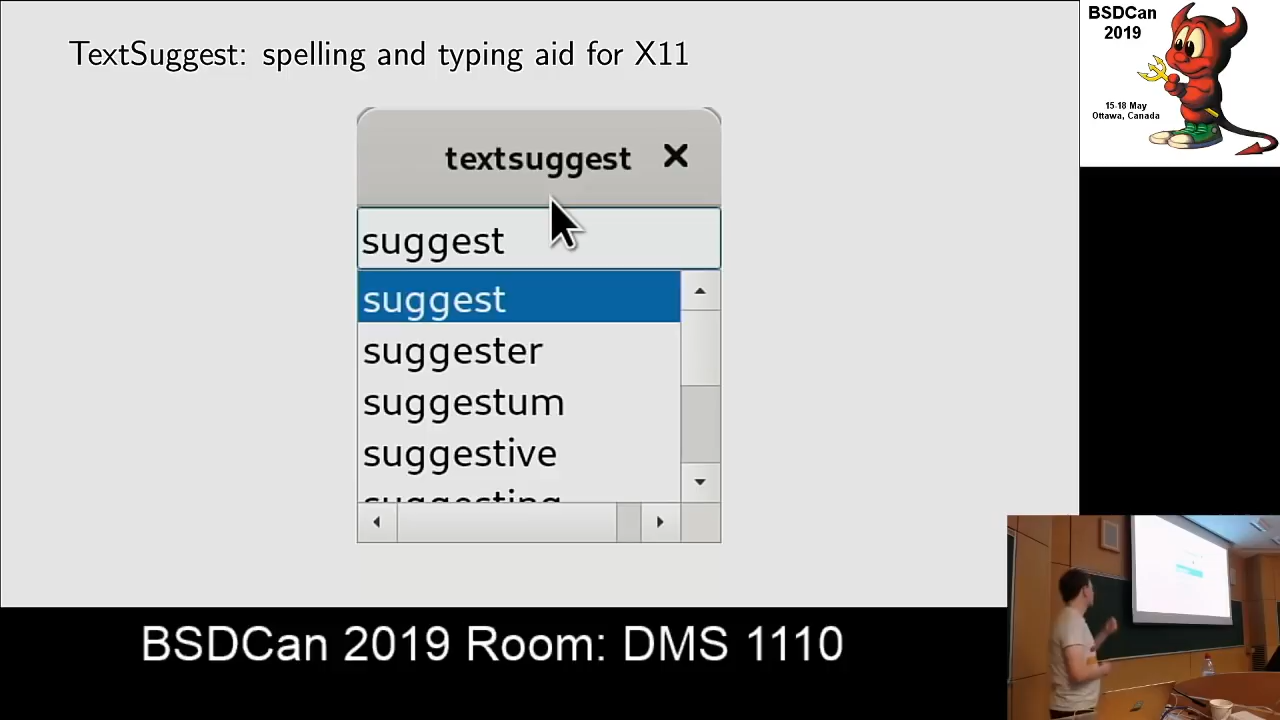 TextSuggest: spelling and typing aid for X11
textsuggest
suggest
suggest
suggester
suggestum
suggestive
suggesting
BSDCan
2019
15-18 May
Ottawa, Canada
BSDCan 2019 Room: DMS 1110